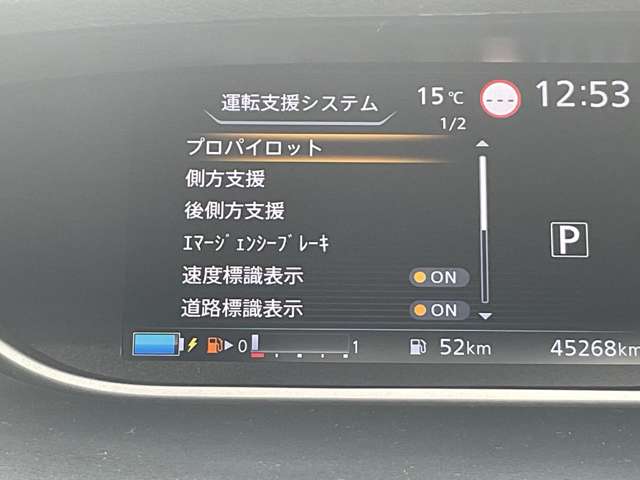 運転支援システム 15℃ --- 12:53
1/2
プロパイロット
側方支援
後側方支援 P
ｴﾏｰｼﾞｪﾝｼｰﾌﾞﾚｰｷ
速度標識表示 ON
道路標識表示 ON
0 1 52km 45268km